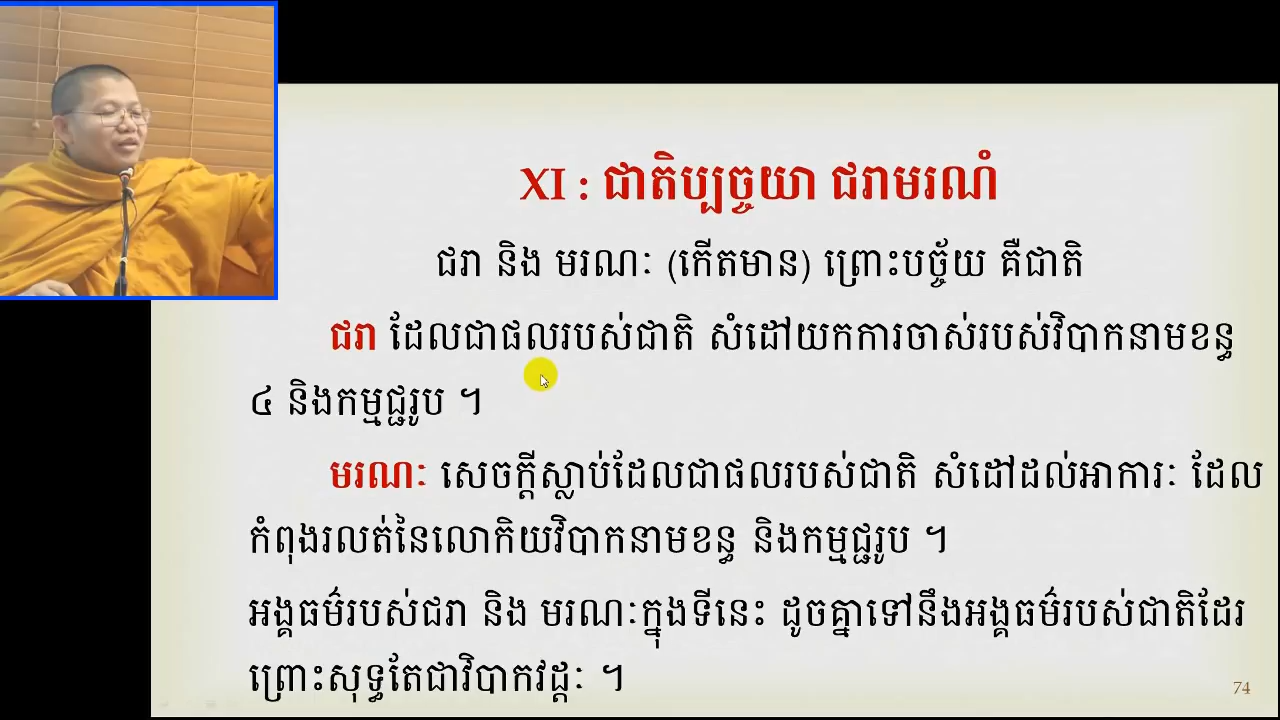 XI : ជាតិប្បច្ចយា ជរាមរណំ
ជរា និង មរណៈ (កើតមាន) ព្រោះបច្ច័យ គឺជាតិ
ជរា ដែលជាផលរបស់ជាតិ សំដៅយកការចាស់របស់វិបាកនាមខន្ធ
៤ និងកម្មជ្ជរូប ។
មរណៈ សេចក្ដីស្លាប់ដែលជាផលរបស់ជាតិ សំដៅដល់អាការៈ ដែល
កំពុងរលត់នៃលោកិយវិបាកនាមខន្ធ និងកម្មជ្ជរូប ។
អង្គធម៌របស់ជរា និង មរណៈក្នុងទីនេះ ដូចគ្នាទៅនឹងអង្គធម៌របស់ជាតិដែរ
ព្រោះសុទ្ធតែជាវិបាកវដ្ដៈ ។
74